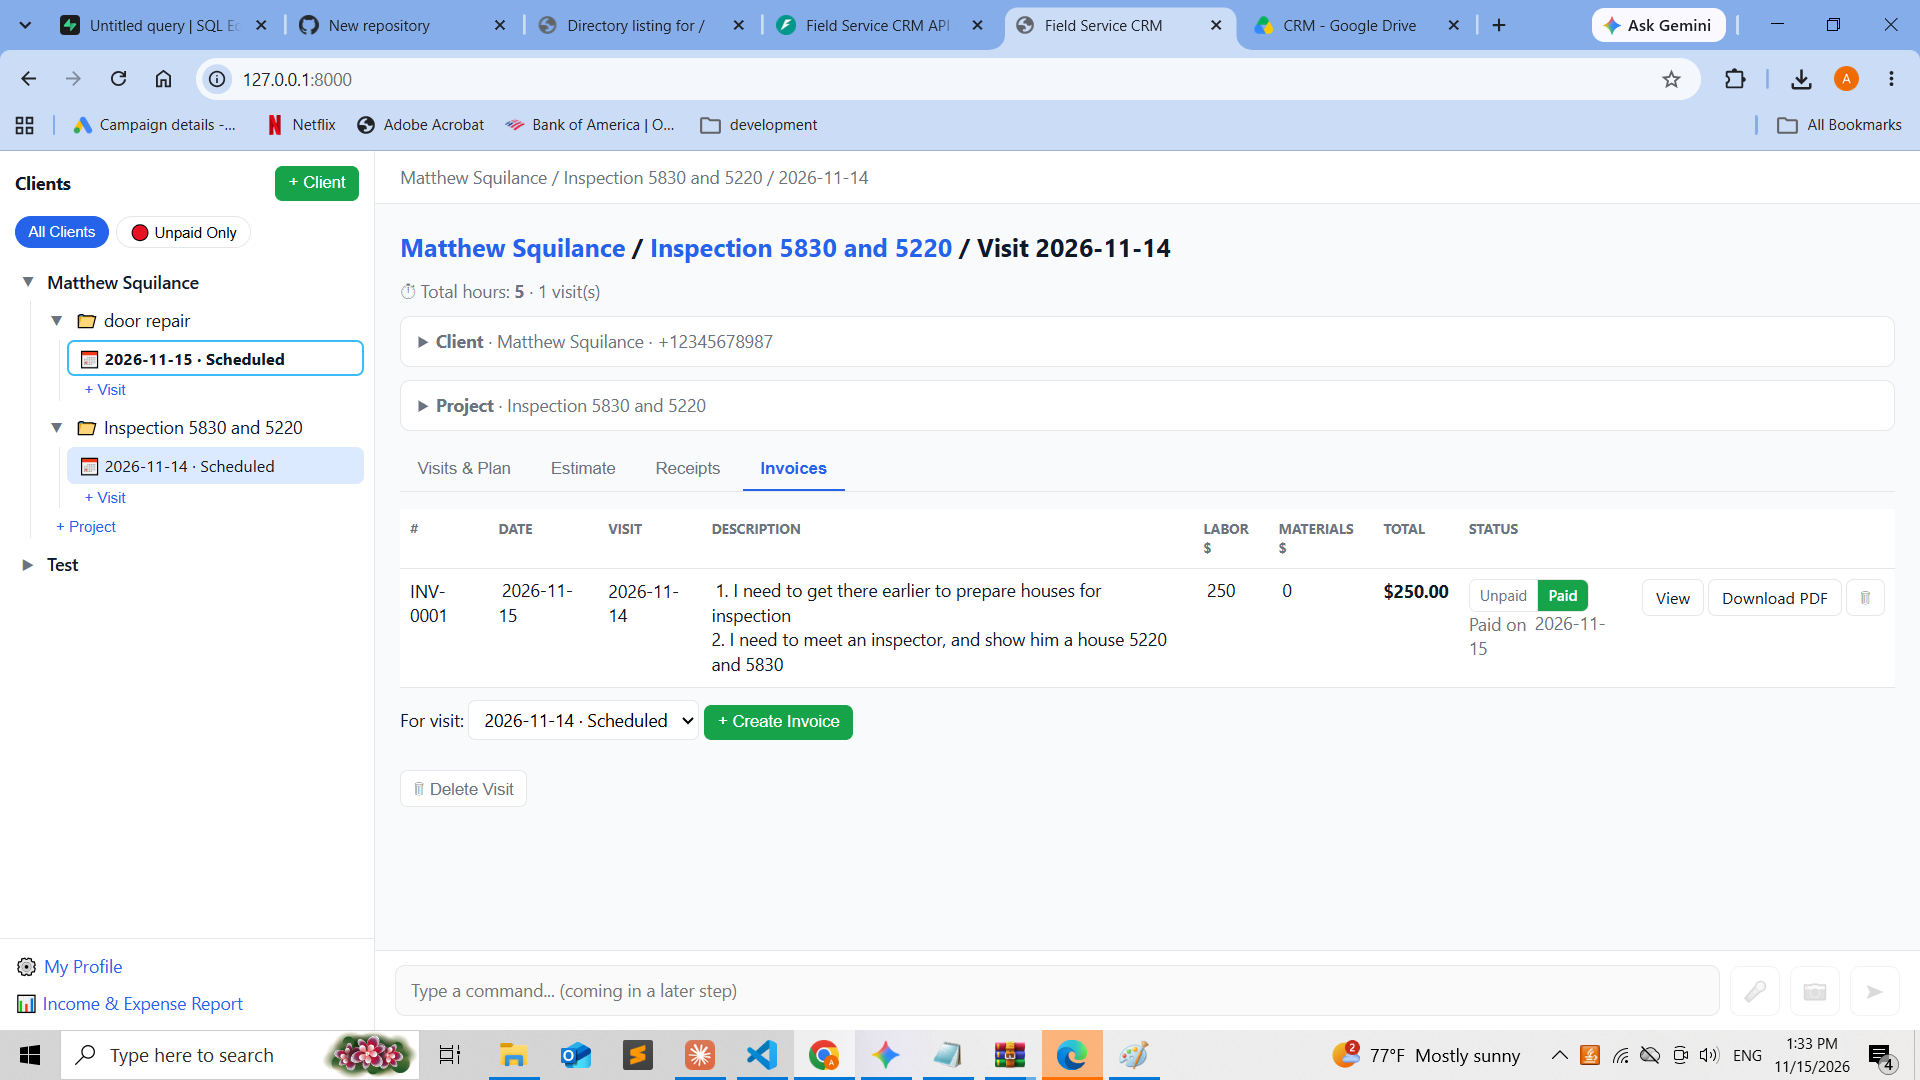 Untitled query | SQL Ec
New repository
Directory listing for /
Field Service CRM API
Field Service CRM
CRM - Google Drive
Ask Gemini
127.0.0.1:8000
A
Campaign details -...
Netflix
Adobe Acrobat
Bank of America | O...
development
All Bookmarks
Clients
+ Client
All Clients
Unpaid Only
Matthew Squilance
door repair
2026-11-15 · Scheduled
+ Visit
Inspection 5830 and 5220
2026-11-14 · Scheduled
+ Visit
+ Project
Test
My Profile
Income & Expense Report
Matthew Squilance / Inspection 5830 and 5220 / 2026-11-14
Matthew Squilance / Inspection 5830 and 5220 / Visit 2026-11-14
Total hours: 5 · 1 visit(s)
Client · Matthew Squilance · +12345678987
Project · Inspection 5830 and 5220
Visits & Plan
Estimate
Receipts
Invoices
# DATE VISIT DESCRIPTION LABOR $ MATERIALS $ TOTAL STATUS
INV-0001
2026-11-15
2026-11-14
1. I need to get there earlier to prepare houses for
inspection
2. I need to meet an inspector, and show him a house 5220
and 5830
250
0
$250.00
Unpaid
Paid
Paid on 2026-11-
15
View
Download PDF
For visit:
2026-11-14 · Scheduled
+ Create Invoice
Delete Visit
Type a command... (coming in a later step)
Type here to search
2
77°F Mostly sunny
ENG
1:33 PM
11/15/2026
4